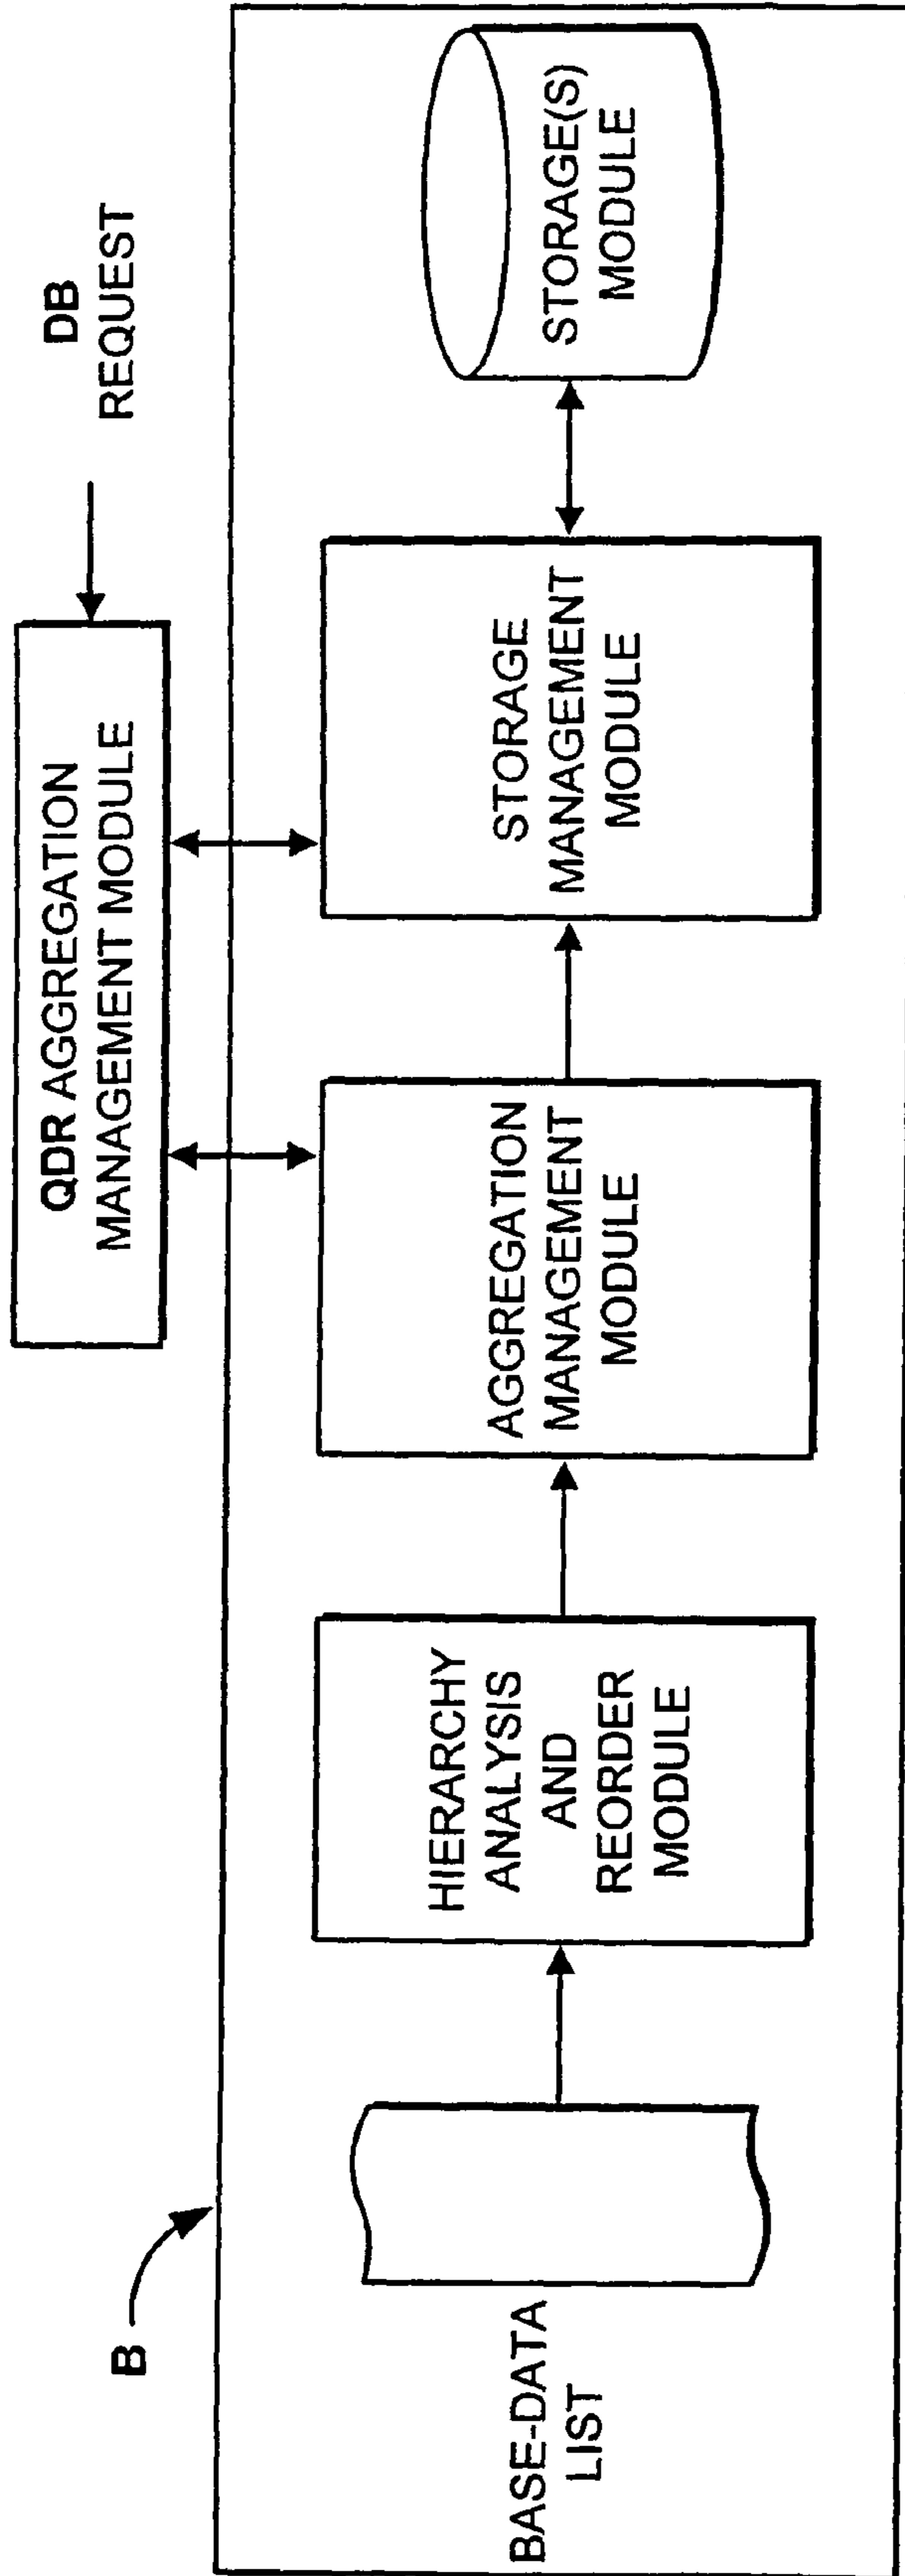 DB
REQUEST
QDR AGGREGATION
MANAGEMENT MODULE
B
BASE-DATA
LIST
HIERARCHY
ANALYSIS
AND
REORDER
MODULE
AGGREGATION
MANAGEMENT
MODULE
STORAGE
MANAGEMENT
MODULE
STORAGE(S)
MODULE